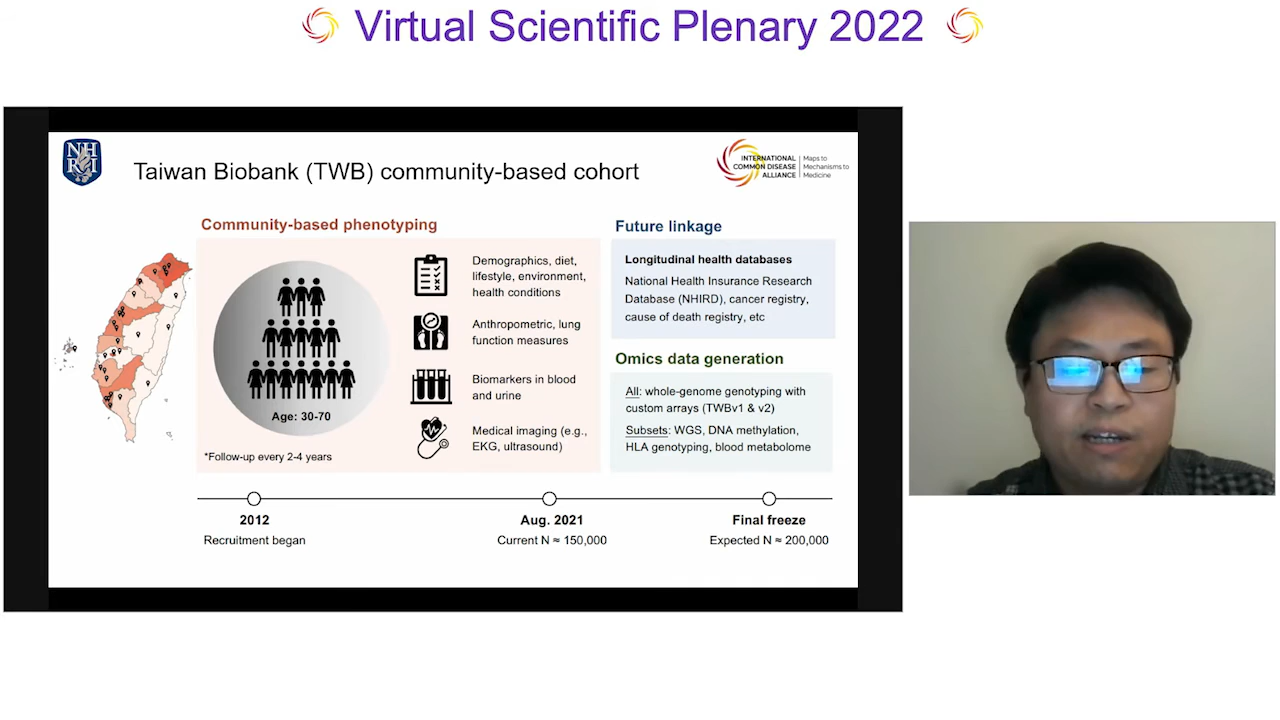 Virtual Scientific Plenary 2022
NH
RI
Taiwan Biobank (TWB) community-based cohort
INTERNATIONAL
COMMON DISEASE
ALLIANCE
Maps to
Mechanisms to
Medicine
Community-based phenotyping
Age: 30-70
*Follow-up every 2-4 years
Demographics, diet,
lifestyle, environment,
health conditions
Anthropometric, lung
function measures
Biomarkers in blood
and urine
Medical imaging (e.g.,
EKG, ultrasound)
Future linkage
Longitudinal health databases
National Health Insurance Research
Database (NHIRD), cancer registry,
cause of death registry, etc
Omics data generation
All: whole-genome genotyping with
custom arrays (TWBv1 & v2)
Subsets: WGS, DNA methylation,
HLA genotyping, blood metabolome
2012
Recruitment began
Aug. 2021
Current N ≈ 150,000
Final freeze
Expected N ≈ 200,000